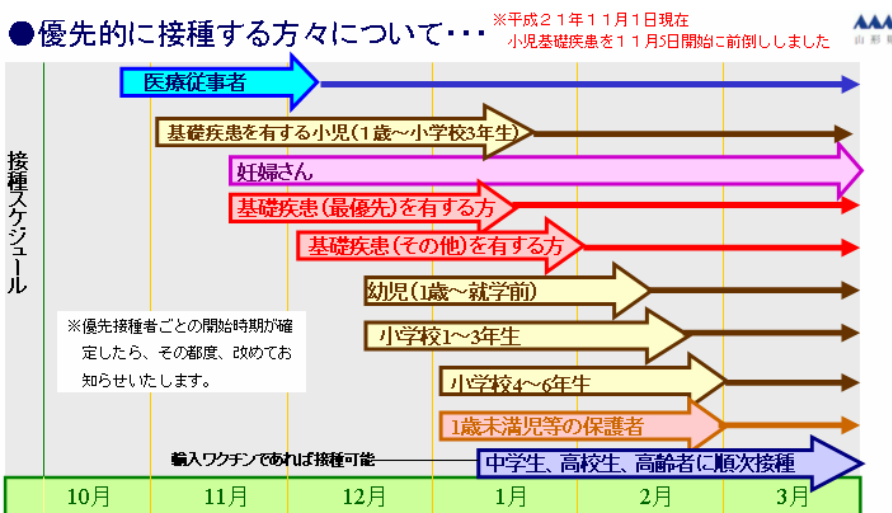 ●優先的に接種する方々について･･･
※平成２１年１１月１日現在
小児基礎疾患を１１月5日開始に前倒ししました
医療従事者
基礎疾患を有する小児(１歳～小学校3年生)
妊婦さん
基礎疾患(最優先)を有する方
基礎疾患(その他)を有する方
幼児(1歳～就学前)
小学校1～3年生
小学校4～6年生
1歳未満児等の保護者
輸入ワクチンであれば接種可能
中学生、高校生、高齢者に順次接種
接種スケジュール
※優先接種者ごとの開始時期が確
定したら、その都度、改めてお
知らせいたします。
10月 11月 12月 1月 2月 3月